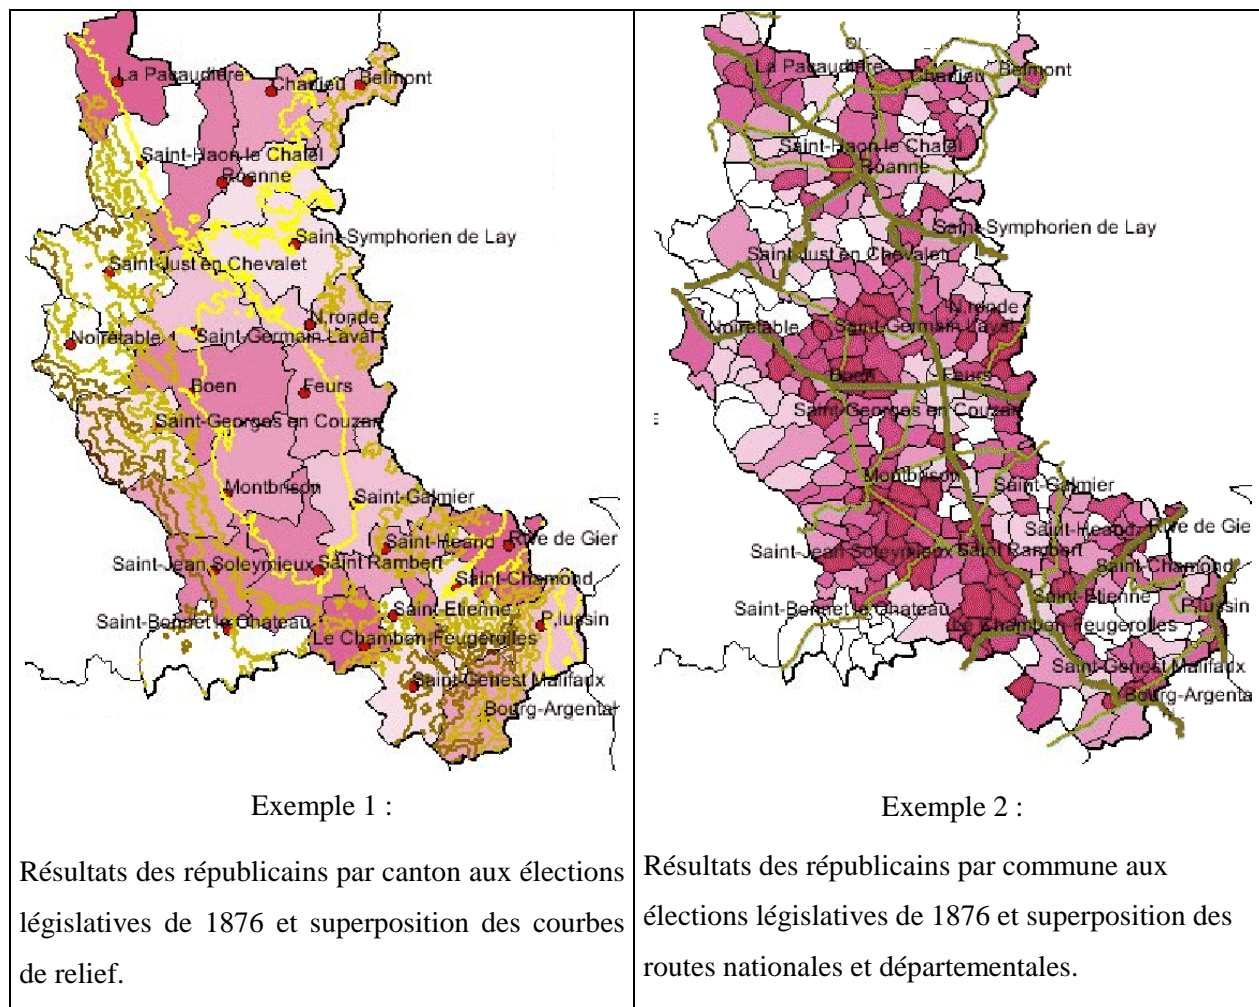 La Pacaudière
Charlieu
Belmont
Saint-Haon le Chatel
Roanne
Saint-Symphorien de Lay
Saint-Just en Chevalet
N.ronde
Noiretable
Saint-Germain Laval
Boen
Feurs
Saint-Georges en Couzan
Montbrison
Saint-Galmier
Saint-Heand
Rive de Gier
Saint-Jean Soleymieux
Saint Rambert
Saint-Chamond
Saint-Etienne
Saint-Bonnet le Chateau
P.lussin
Le Chambon-Feugerolles
Saint-Genest Malifaux
Bourg-Argental
Exemple 1 :
Résultats des républicains par canton aux élections
législatives de 1876 et superposition des courbes
de relief.
La Pacaudière
Charlieu
Belmont
Saint-Haon le Chatel
Roanne
Saint-Symphorien de Lay
Saint-Just en Chevalet
N.ronde
Noiretable
Saint-Germain Laval
Boen
Feurs
Saint-Georges en Couzan
E
Montbrison
Saint-Galmier
Saint-Heand
Rive de Gie
Saint-Jean Soleymieux
Saint Rambert
Saint-Chamond
Saint-Etienne
Saint-Bonnet le Chateau
P.lussin
Le Chambon-Feugerolles
Saint-Genest Malifaux
Bourg-Argenta
Exemple 2 :
Résultats des républicains par commune aux
élections législatives de 1876 et superposition des
routes nationales et départementales.